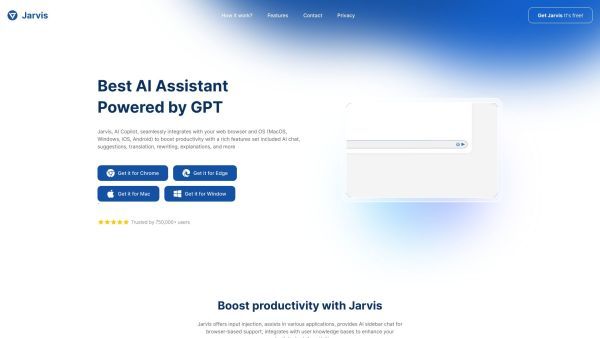 Jarvis
How it work?
Features
Contact
Privacy
Get Jarvis It's free!
Best AI Assistant
Powered by GPT
Jarvis, AI Copilot, seamlessly integrates with your web browser and OS (MacOS,
Windows, iOS, Android) to boost productivity with a rich features set included AI chat,
suggestions, translation, rewriting, explanations, and more
Get it for Chrome
Get it for Edge
Get it for Mac
Get it for Window
Trusted by 750,000+ users
Boost productivity with Jarvis
Jarvis offers input injection, assists in various applications, provides AI sidebar chat for
browser-based support, integrates with user knowledge bases to enhance your